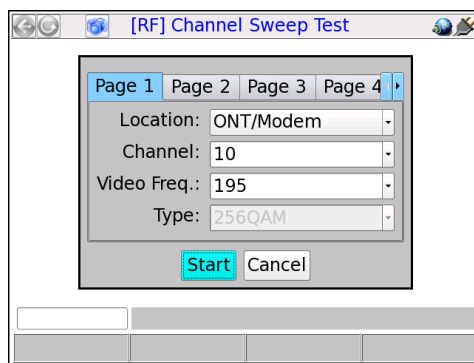 [RF] Channel Sweep Test
Page 1 Page 2 Page 3 Page 4
Location: ONT/Modem
Channel: 10
Video Freq.: 195
Type: 256QAM
Start Cancel